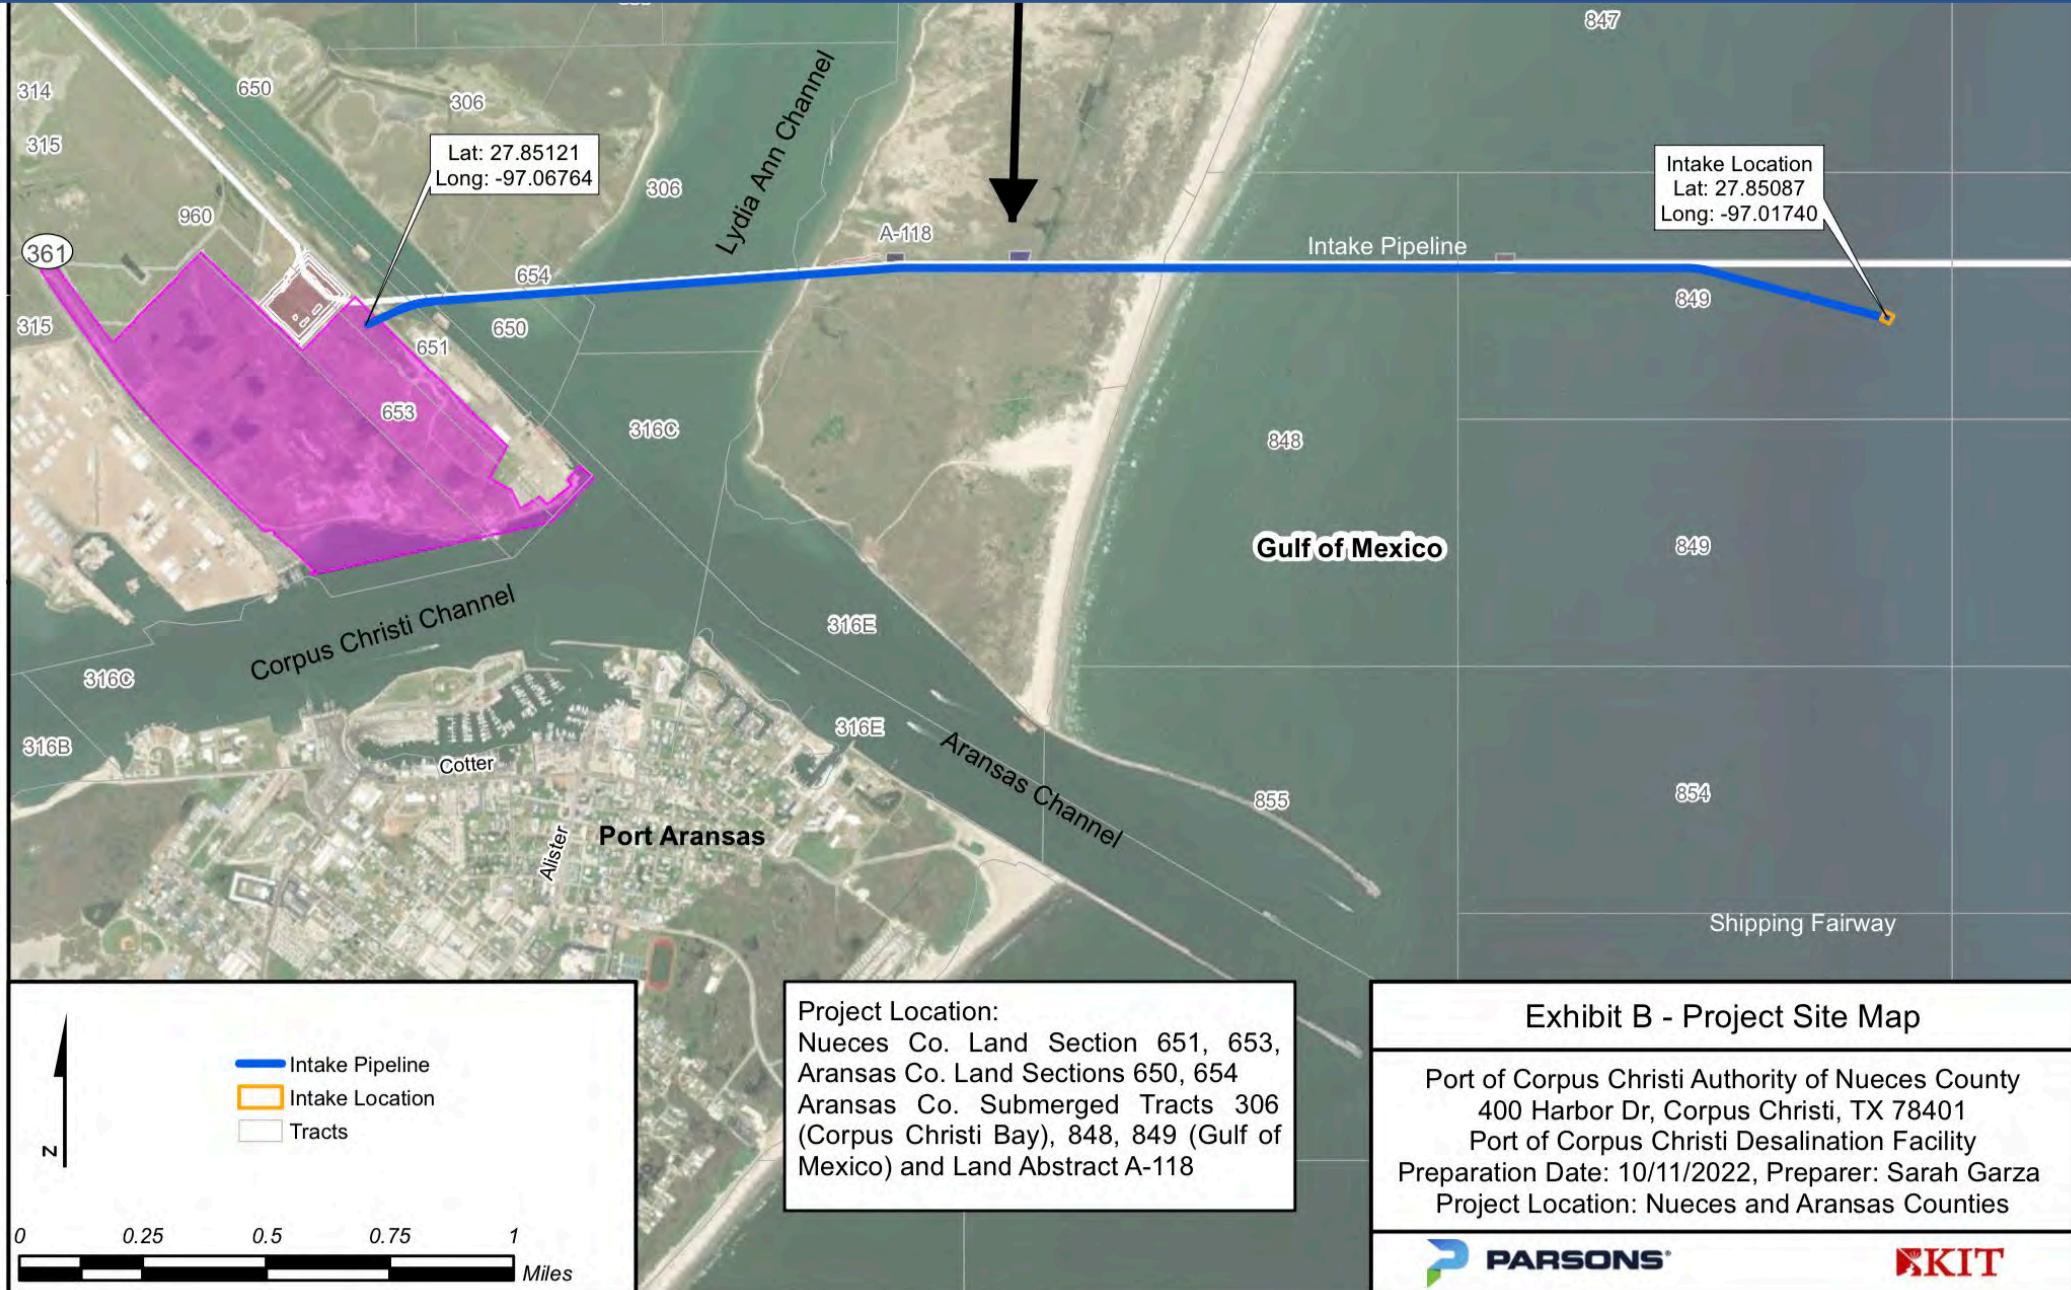 847
314
650
306
315
Lat: 27.85121
Long: -97.06764
306
Lydia Ann Channel
Intake Location
Lat: 27.85087
Long: -97.01740
960
361
A-118
Intake Pipeline
654
849
315
650
651
653
316C
848
Gulf of Mexico
849
Corpus Christi Channel
316E
316C
316E
316B
Aransas Channel
Cotter
855
854
Port Aransas
Alister
Shipping Fairway
N
Intake Pipeline
Intake Location
Tracts
0 0.25 0.5 0.75 1
Miles
Project Location:
Nueces Co. Land Section 651, 653,
Aransas Co. Land Sections 650, 654
Aransas Co. Submerged Tracts 306
(Corpus Christi Bay), 848, 849 (Gulf of
Mexico) and Land Abstract A-118
Exhibit B - Project Site Map
Port of Corpus Christi Authority of Nueces County
400 Harbor Dr, Corpus Christi, TX 78401
Port of Corpus Christi Desalination Facility
Preparation Date: 10/11/2022, Preparer: Sarah Garza
Project Location: Nueces and Aransas Counties
PARSONS
KIT